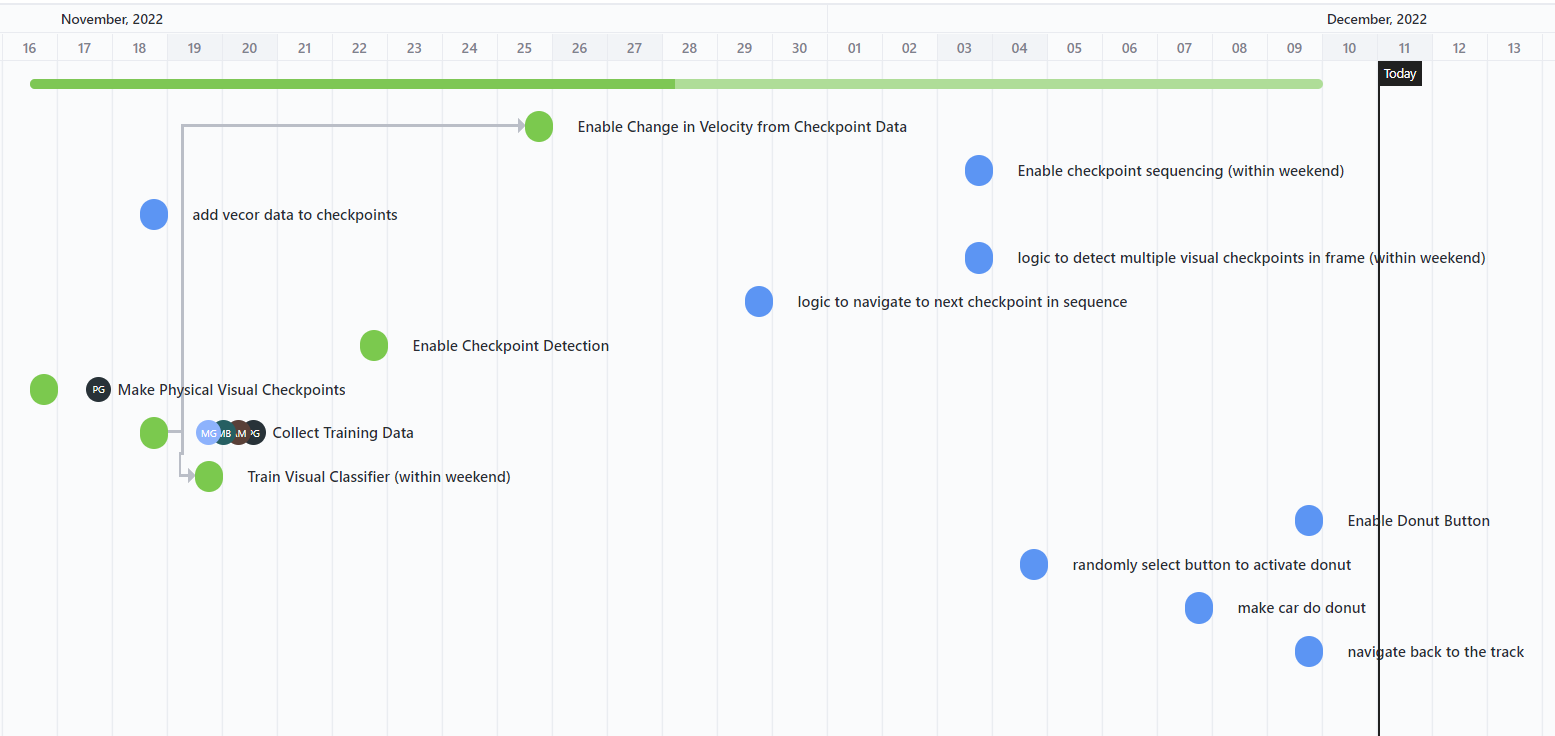 November, 2022 December, 2022
16 17 18 19 20 21 22 23 24 25 26 27 28 29 30 01 02 03 04 05 06 07 08 09 10 11 12 13
Today
Enable Change in Velocity from Checkpoint Data
Enable checkpoint sequencing (within weekend)
add vecor data to checkpoints
logic to detect multiple visual checkpoints in frame (within weekend)
logic to navigate to next checkpoint in sequence
Enable Checkpoint Detection
PG Make Physical Visual Checkpoints
MG MB AM PG Collect Training Data
Train Visual Classifier (within weekend)
Enable Donut Button
randomly select button to activate donut
make car do donut
navigate back to the track